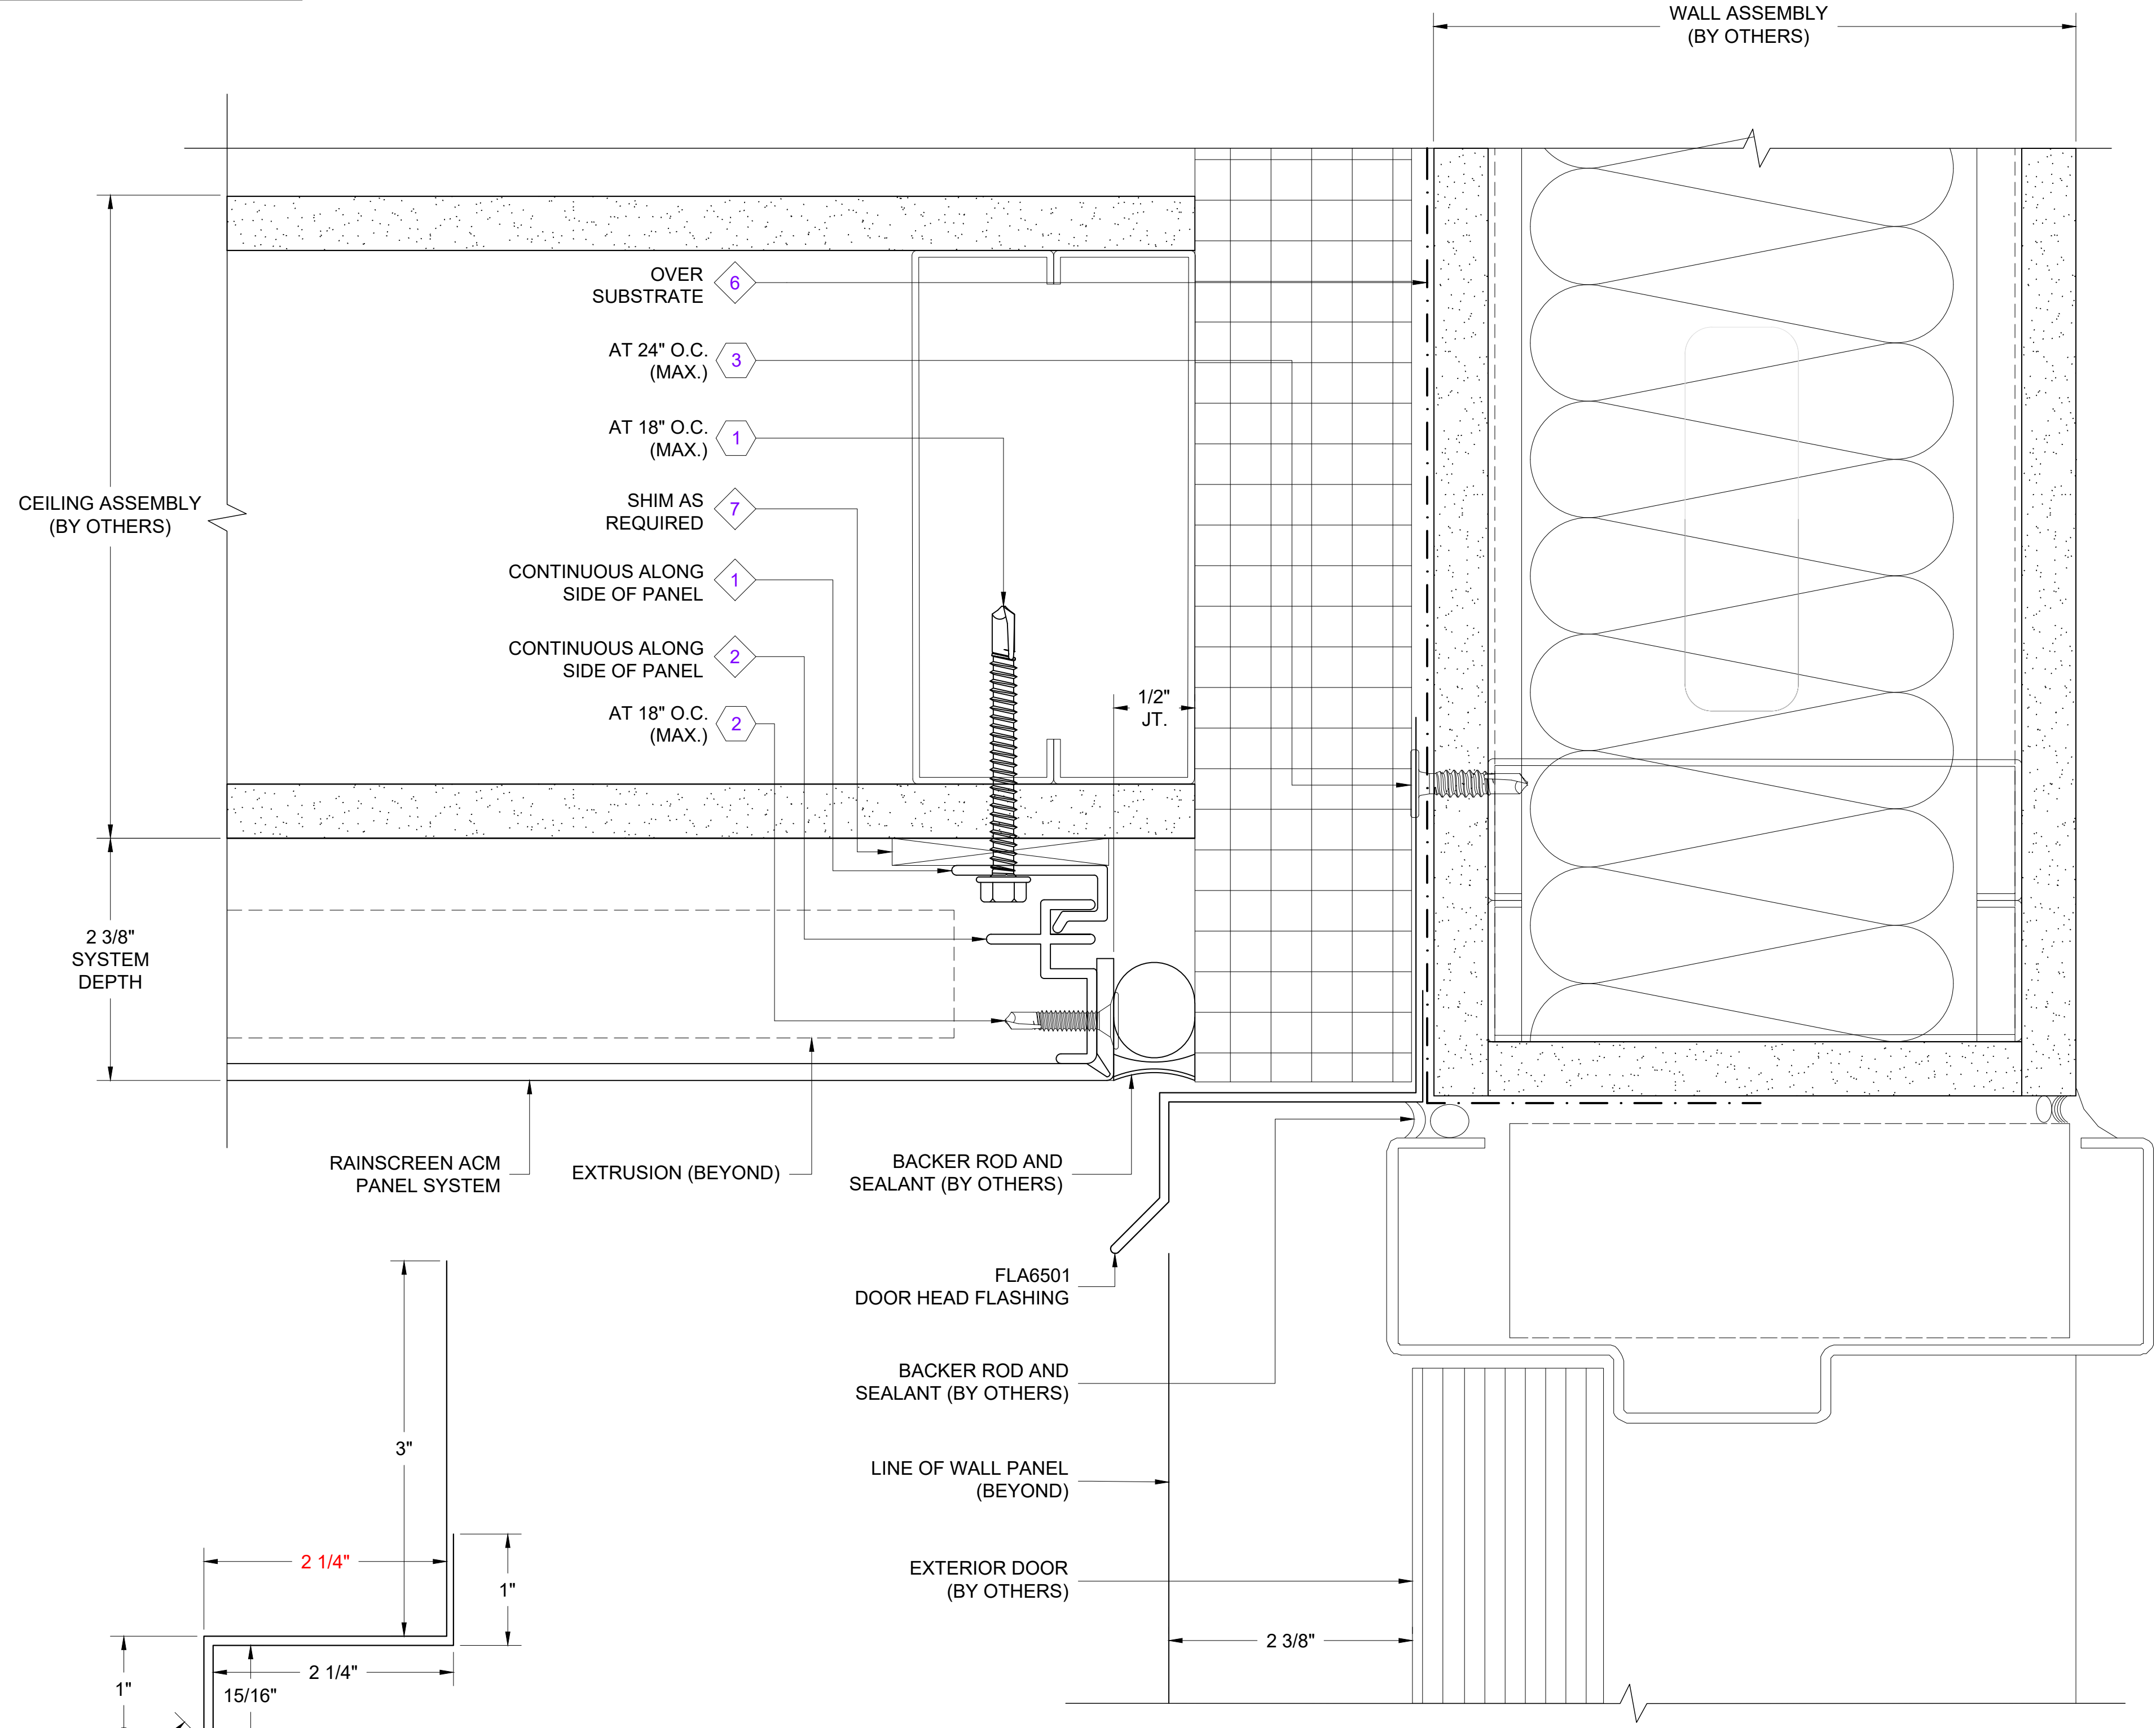 WALL ASSEMBLY
(BY OTHERS)
OVER
SUBSTRATE
6
AT 24" O.C.
(MAX.)
3
AT 18" O.C.
(MAX.)
1
CEILING ASSEMBLY
(BY OTHERS)
SHIM AS
REQUIRED
7
CONTINUOUS ALONG
SIDE OF PANEL
1
CONTINUOUS ALONG
SIDE OF PANEL
2
AT 18" O.C.
(MAX.)
2
1/2"
JT.
2 3/8"
SYSTEM
DEPTH
RAINSCREEN ACM
PANEL SYSTEM
EXTRUSION (BEYOND)
BACKER ROD AND
SEALANT (BY OTHERS)
FLA6501
DOOR HEAD FLASHING
BACKER ROD AND
SEALANT (BY OTHERS)
LINE OF WALL PANEL
(BEYOND)
EXTERIOR DOOR
(BY OTHERS)
2 3/8"
3"
2 1/4"
1"
2 1/4"
1"
15/16"